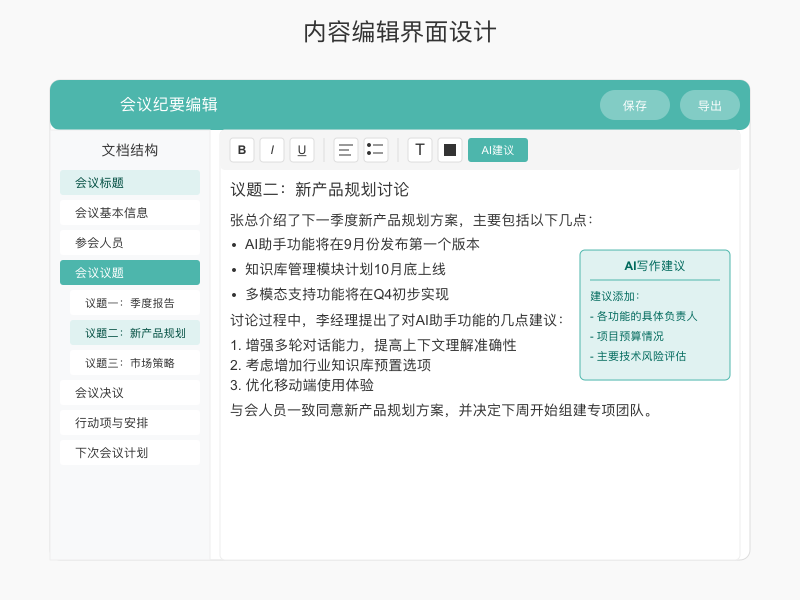 内容编辑界面设计
会议纪要编辑
保存
导出
文档结构
会议标题
会议基本信息
参会人员
会议议题
议题一：季度报告
议题二：新产品规划
议题三：市场策略
会议决议
行动项与安排
下次会议计划
B
I
U
T
AI建议
议题二：新产品规划讨论
张总介绍了下一季度新产品规划方案，主要包括以下几点：
• AI助手功能将在9月份发布第一个版本
• 知识库管理模块计划10月底上线
• 多模态支持功能将在Q4初步实现
讨论过程中，李经理提出了对AI助手功能的几点建议：
1. 增强多轮对话能力，提高上下文理解准确性
2. 考虑增加行业知识库预置选项
3. 优化移动端使用体验
与会人员一致同意新产品规划方案，并决定下周开始组建专项团队。
AI写作建议
建议添加：
- 各功能的具体负责人
- 项目预算情况
- 主要技术风险评估